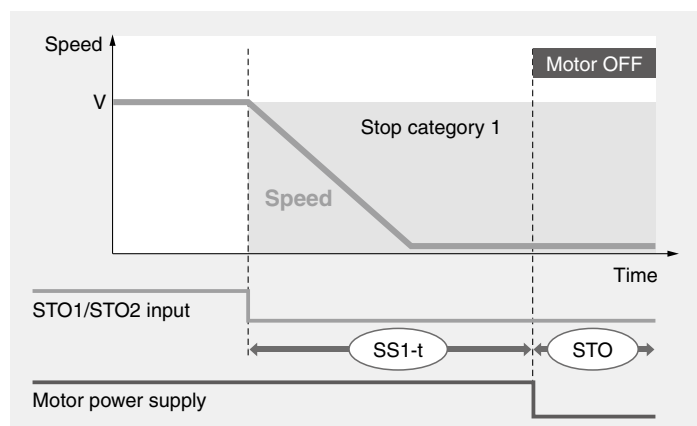 Speed
Motor OFF
V
Stop category 1
Speed
Time
STO1/STO2 input
SS1-t
STO
Motor power supply